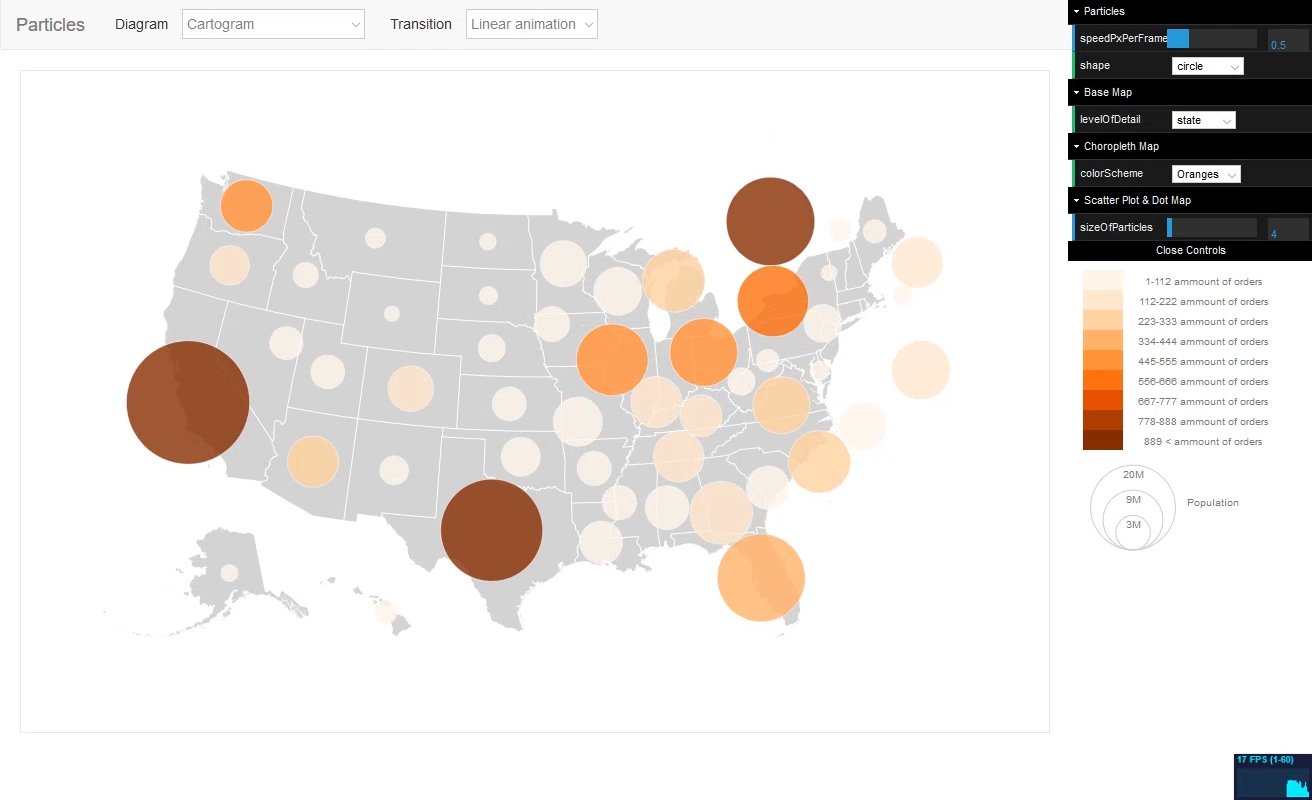 Particles Diagram Cartogram Transition Linear animation
Particles
speedPxPerFrame 0.5
shape circle
Base Map
levelOfDetail state
Choropleth Map
colorScheme Oranges
Scatter Plot & Dot Map
sizeOfParticles 4
Close Controls
1-112 ammount of orders
112-222 ammount of orders
223-333 ammount of orders
334-444 ammount of orders
445-555 ammount of orders
556-666 ammount of orders
667-777 ammount of orders
778-888 ammount of orders
889 < ammount of orders
20M
9M
3M
Population
17 FPS (1-60)